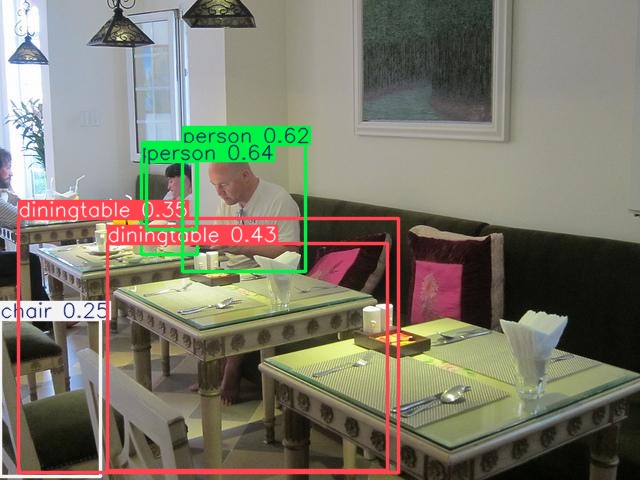 person 0.62
person 0.64
diningtable 0.35
diningtable 0.43
chair 0.25